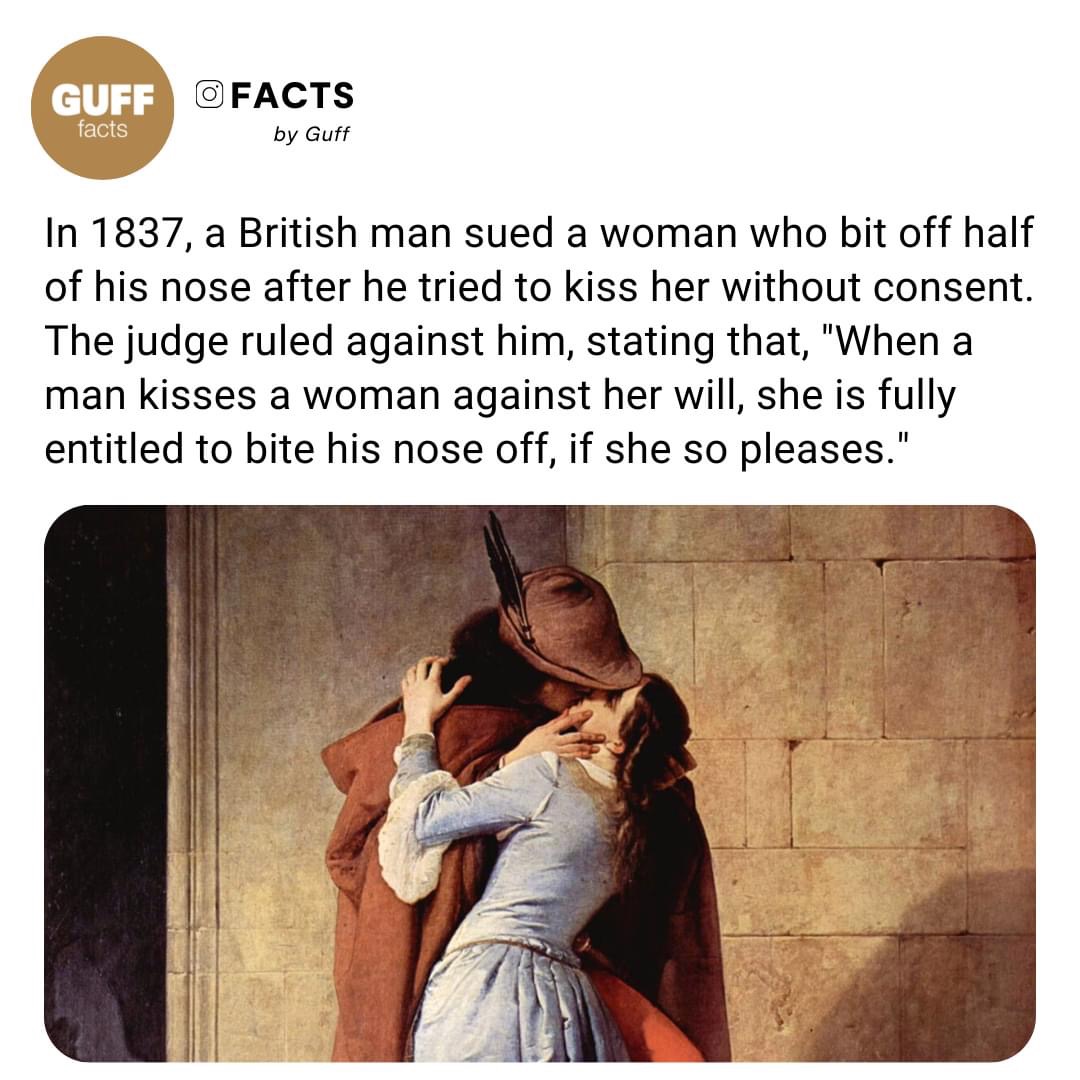 GUFF
facts
FACTS
by Guff
In 1837, a British man sued a woman who bit off half
of his nose after he tried to kiss her without consent.
The judge ruled against him, stating that, "When a
man kisses a woman against her will, she is fully
entitled to bite his nose off, if she so pleases."